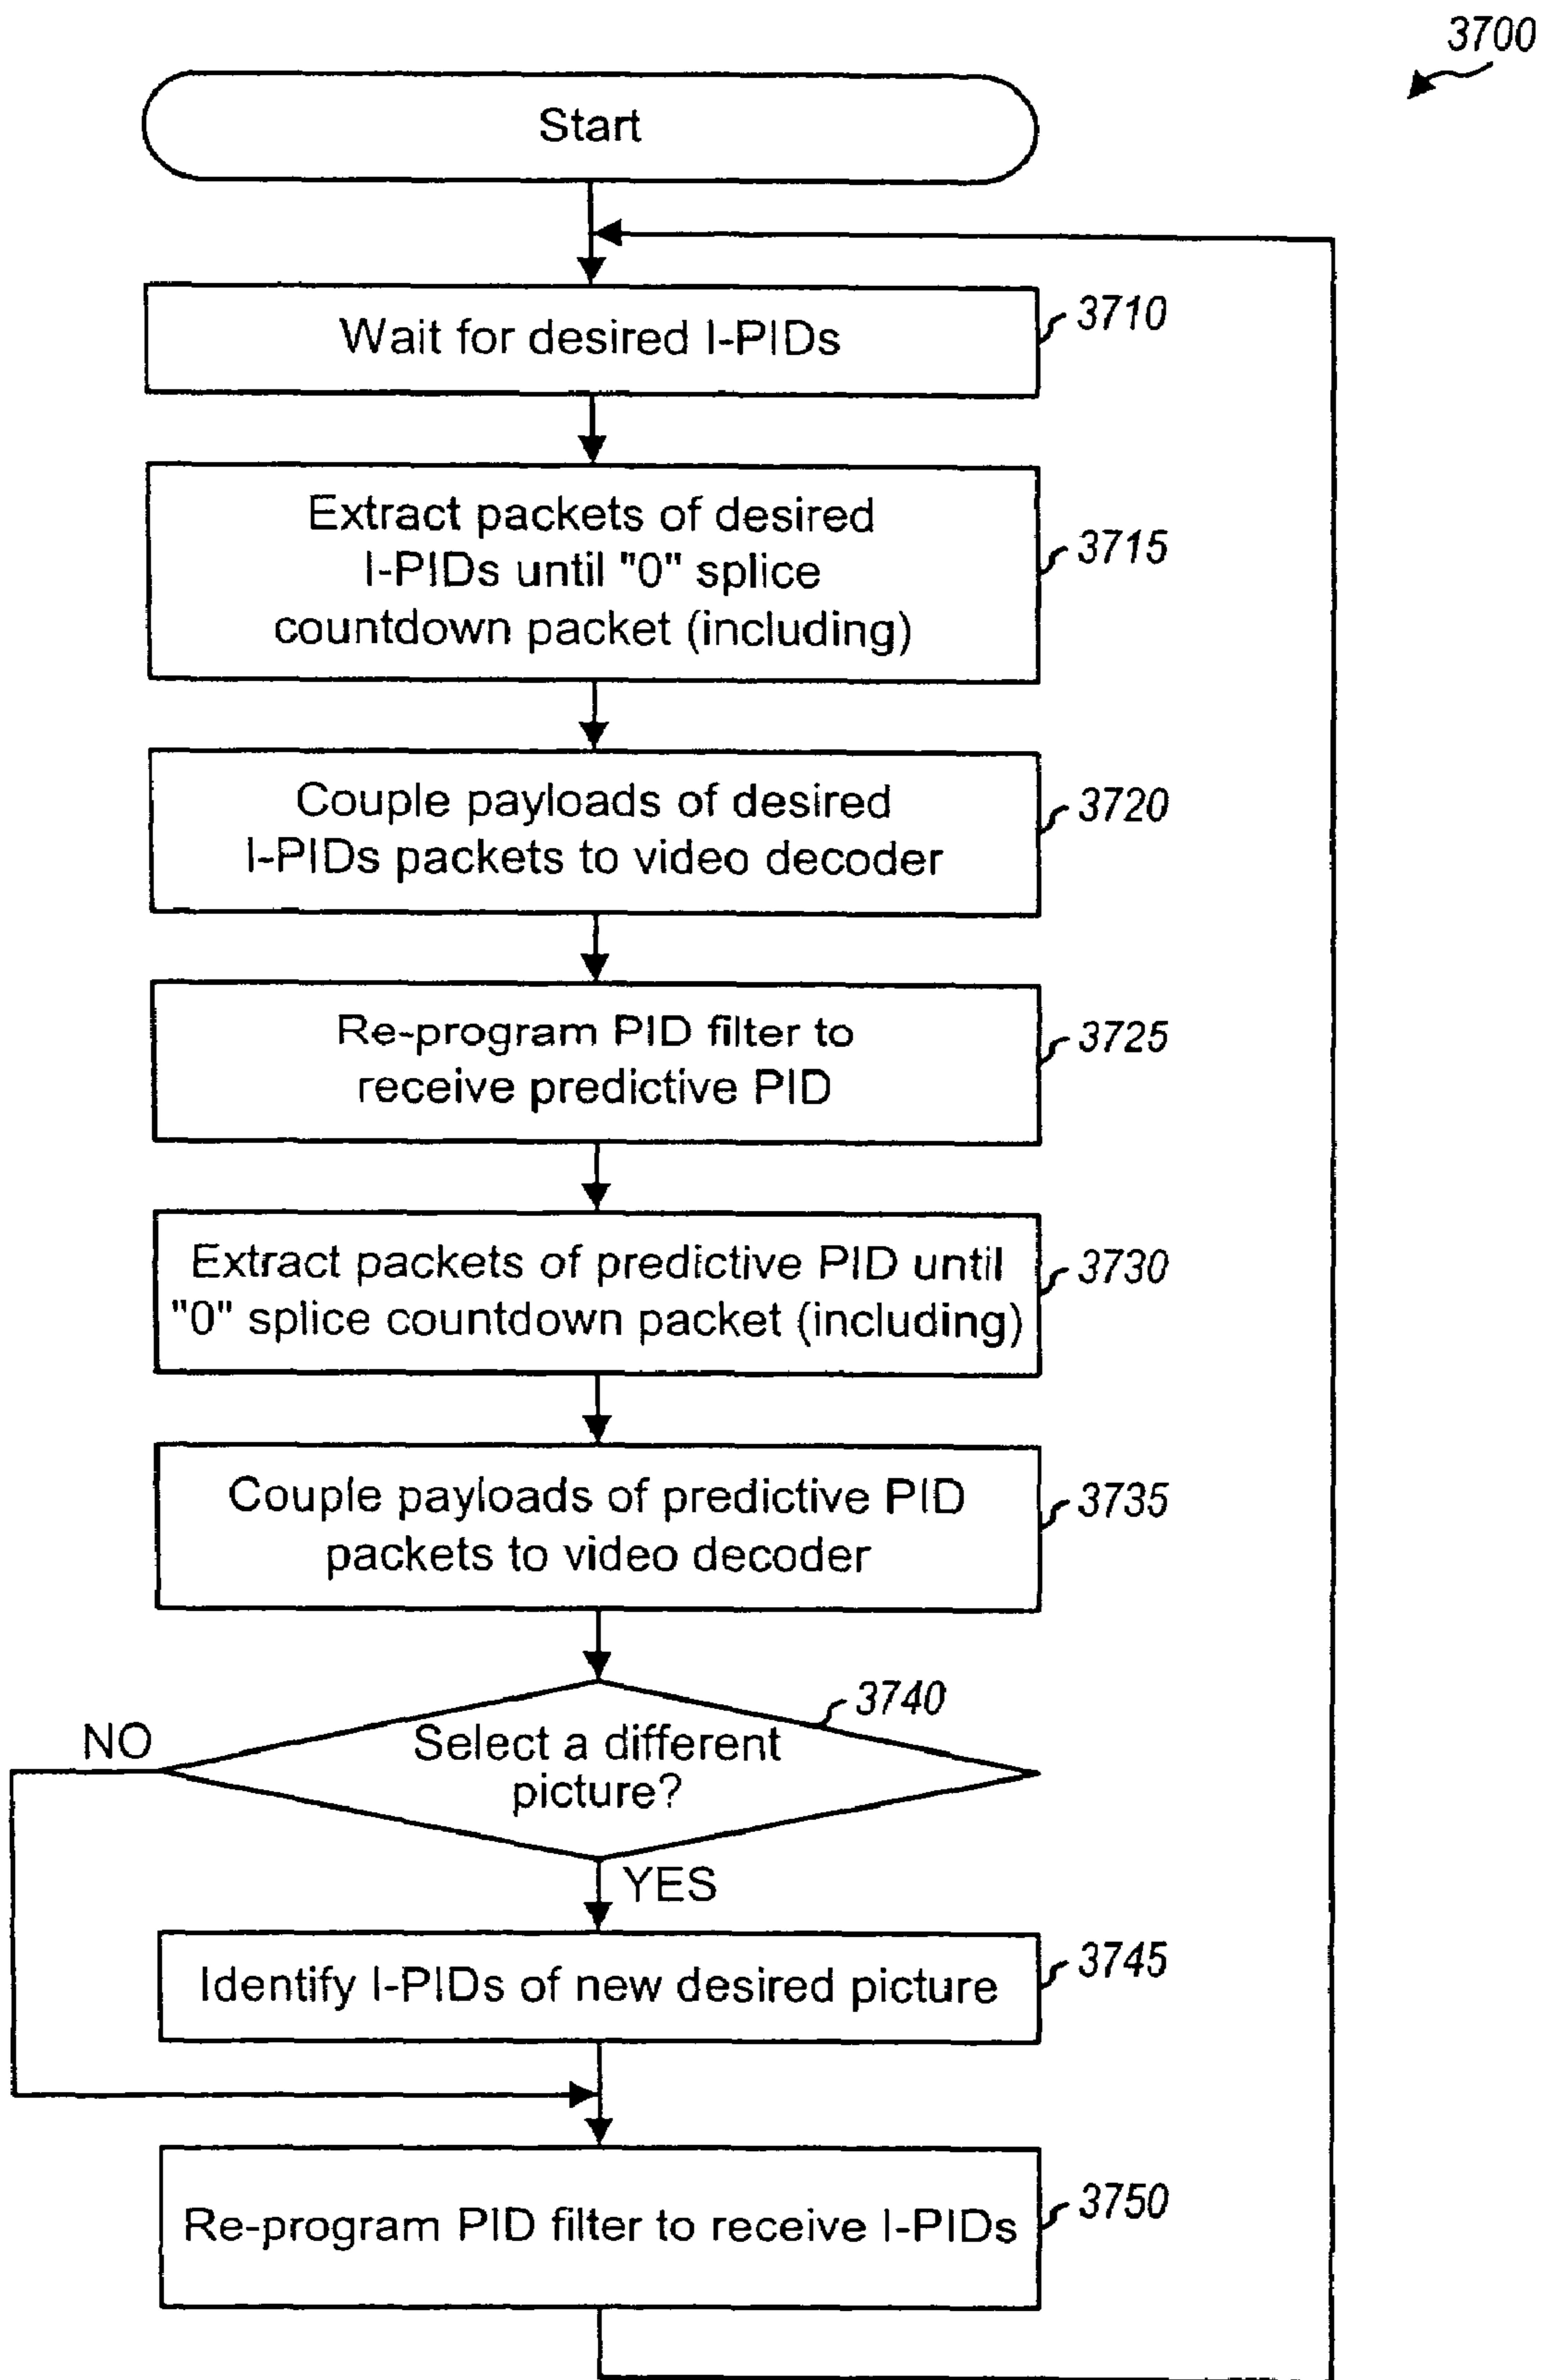 3700
Start
Wait for desired I-PIDs
3710
Extract packets of desired
I-PIDs until "0" splice
countdown packet (including)
3715
Couple payloads of desired
I-PIDs packets to video decoder
3720
Re-program PID filter to
receive predictive PID
3725
Extract packets of predictive PID until
"0" splice countdown packet (including)
3730
Couple payloads of predictive PID
packets to video decoder
3735
3740
NO
Select a different
picture?
YES
Identify I-PIDs of new desired picture
3745
Re-program PID filter to receive I-PIDs
3750